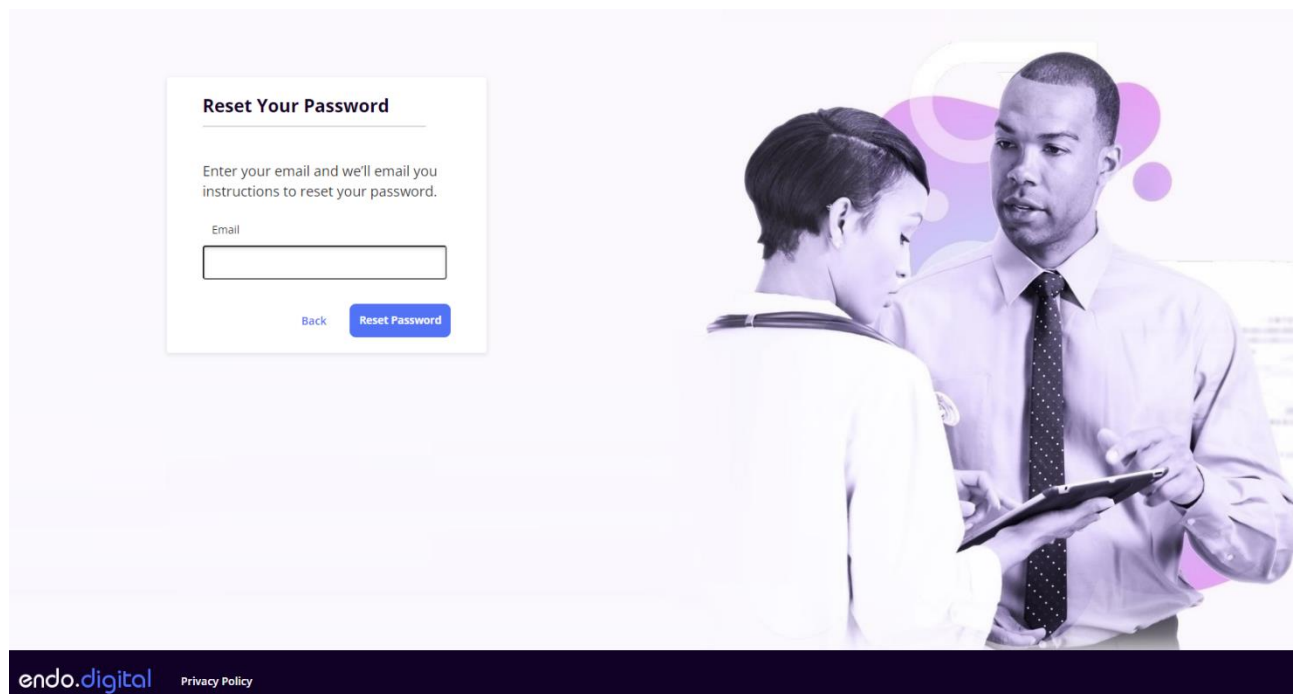 Reset Your Password
Enter your email and we'll email you
instructions to reset your password.
Email
Back Reset Password
endo.digital Privacy Policy